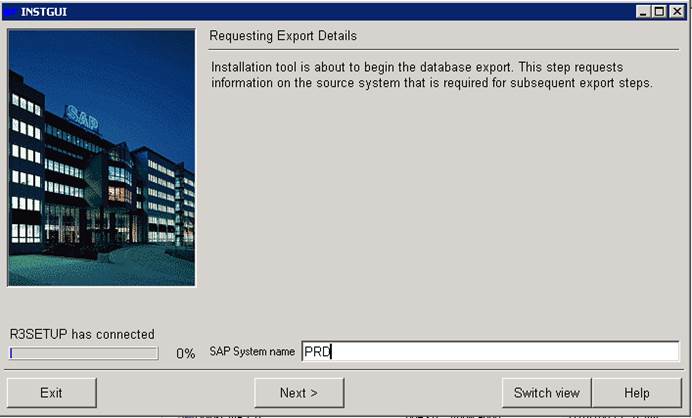 INSTGUI
Requesting Export Details
Installation tool is about to begin the database export. This step requests
information on the source system that is required for subsequent export steps.
SAP
R3SETUP has connected
0%
SAP System name
PRD
Exit
Next >
Switch view
Help